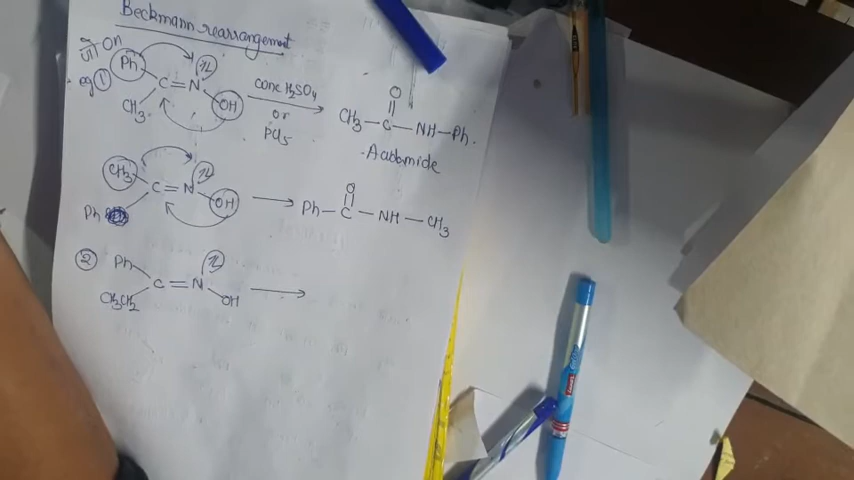 Beckmann rearrangement
eg ①
Ph
C = N
OH
CH3
conc H2SO4
or
PCl5
O
CH3 — C — NH — Ph.
CH3
C = N
OH
Ph
O
Ph — C — NH — CH3
② Ph
C = N
OH
CH3CH2